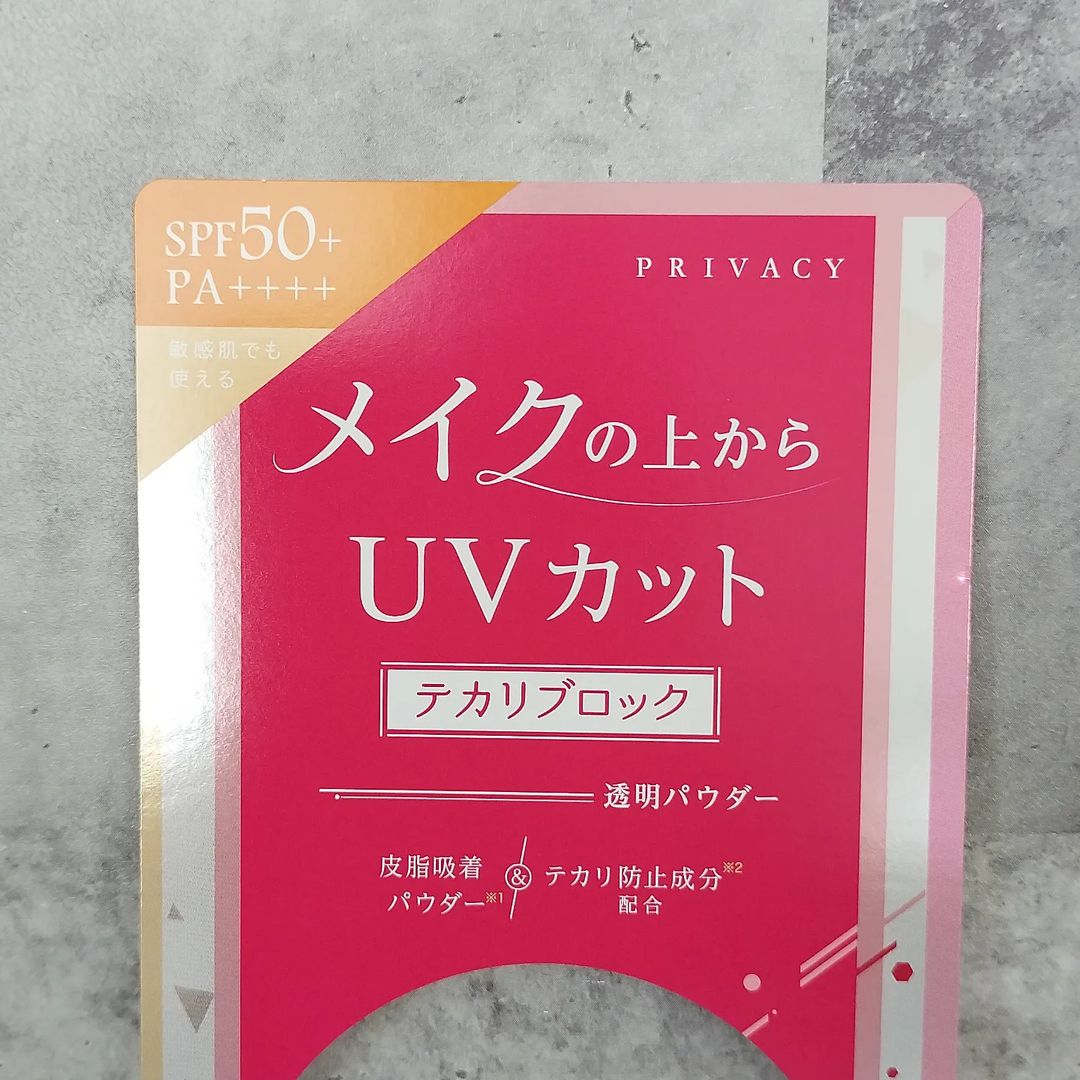 SPF50+
PA++++
敏感肌でも
使える
PRIVACY
メイクの上から
UVカット
テカリブロック
透明パウダー
皮脂吸着
パウダー※1
&
テカリ防止成分※2
配合